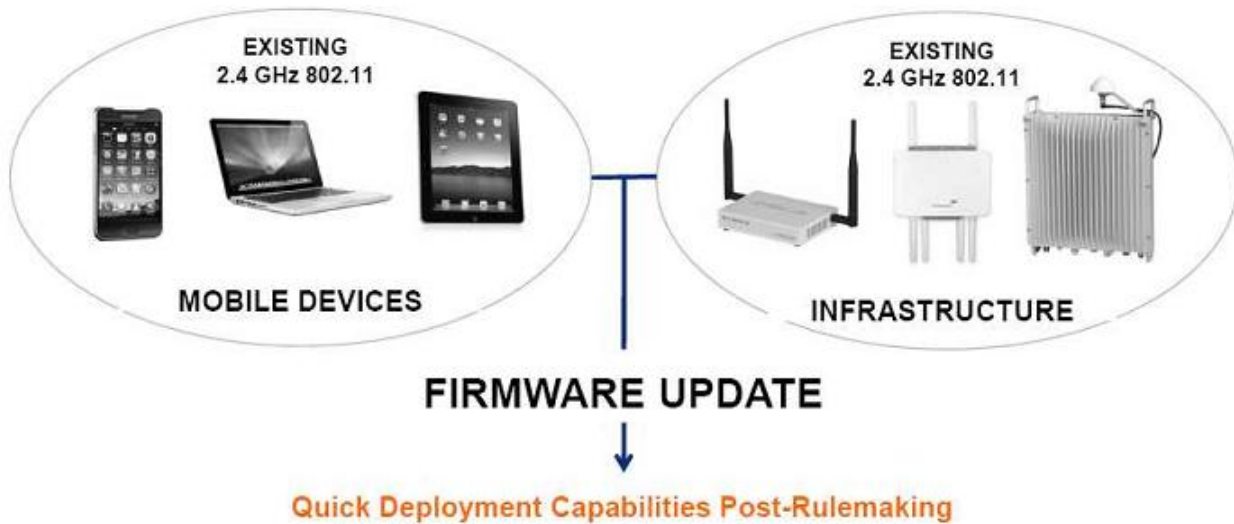 EXISTING
2.4 GHz 802.11
MOBILE DEVICES
EXISTING
2.4 GHz 802.11
INFRASTRUCTURE
FIRMWARE UPDATE
Quick Deployment Capabilities Post-Rulemaking